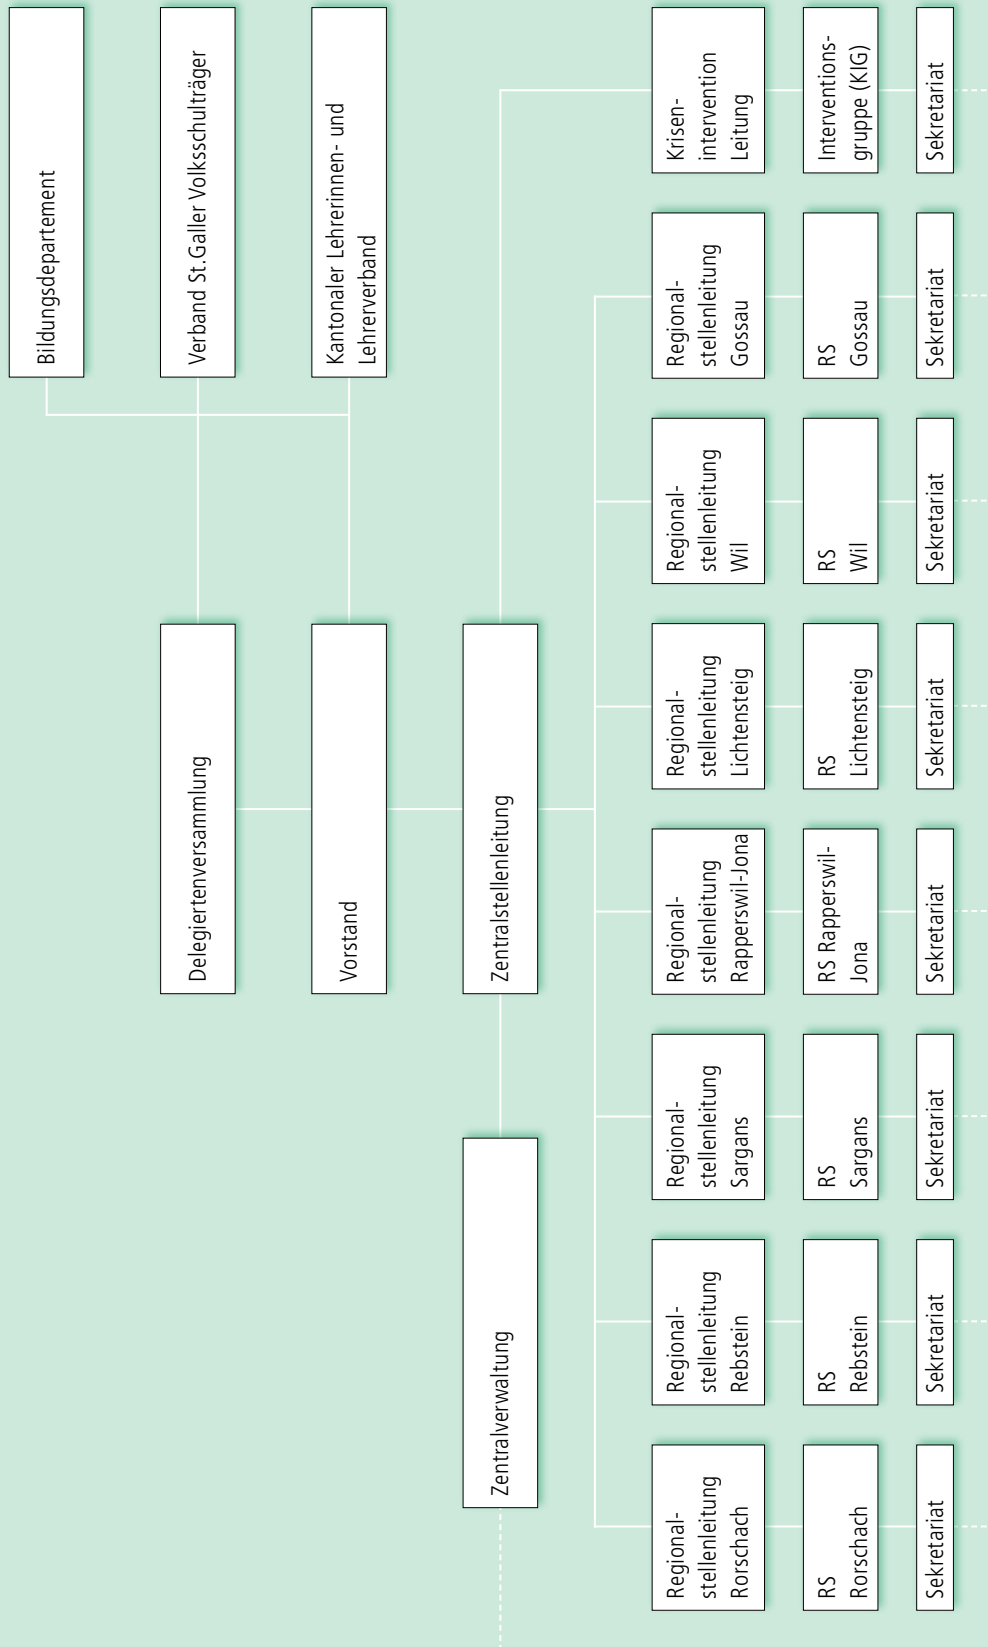 Bildungsdepartement
Delegiertenversammlung
Verband St.Galler Volksschulträger
Vorstand
Kantonaler Lehrerinnen- und
Lehrerverband
Zentralverwaltung
Zentralstellenleitung
Regional-
stellenleitung
Rorschach
Regional-
stellenleitung
Rebstein
Regional-
stellenleitung
Sargans
Regional-
stellenleitung
Rapperswil-Jona
Regional-
stellenleitung
Lichtensteig
Regional-
stellenleitung
Wil
Regional-
stellenleitung
Gossau
Krisen-
intervention
Leitung
RS
Rorschach
RS
Rebstein
RS
Sargans
RS Rapperswil-
Jona
RS
Lichtensteig
RS
Wil
RS
Gossau
Interventions-
gruppe (KIG)
Sekretariat
Sekretariat
Sekretariat
Sekretariat
Sekretariat
Sekretariat
Sekretariat
Sekretariat